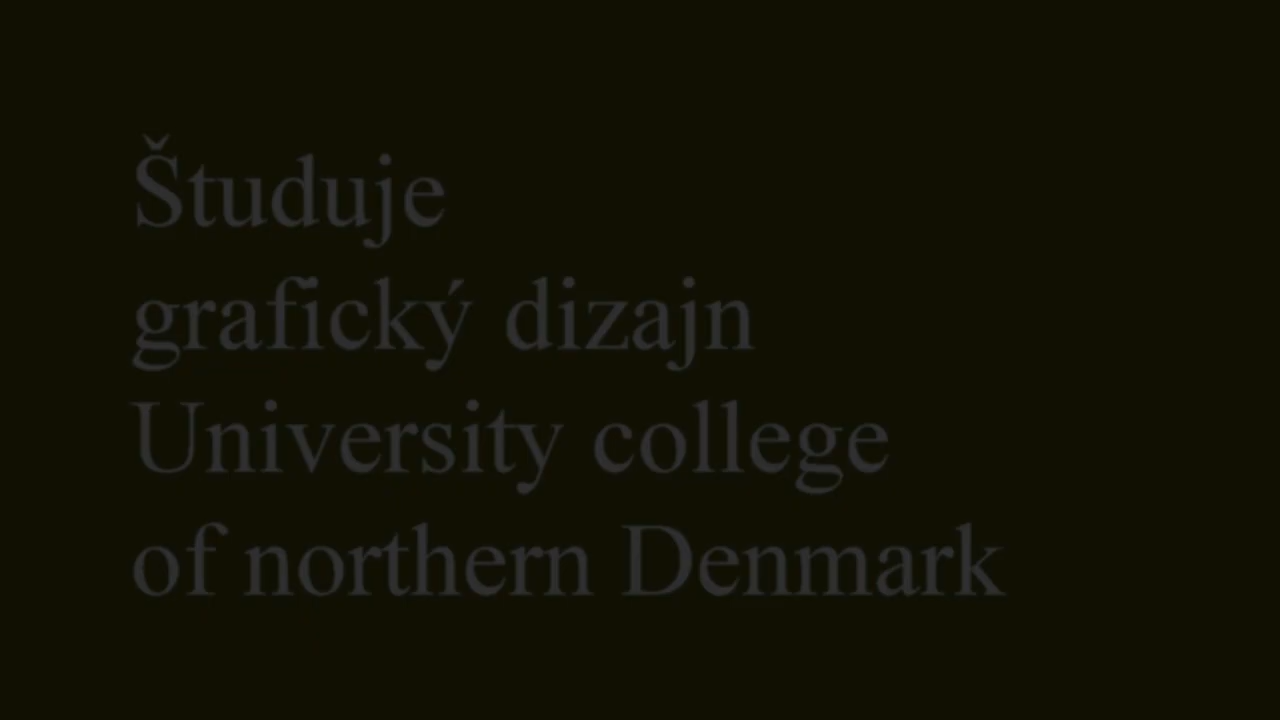 Študuje
grafický dizajn
University college
of northern Denmark